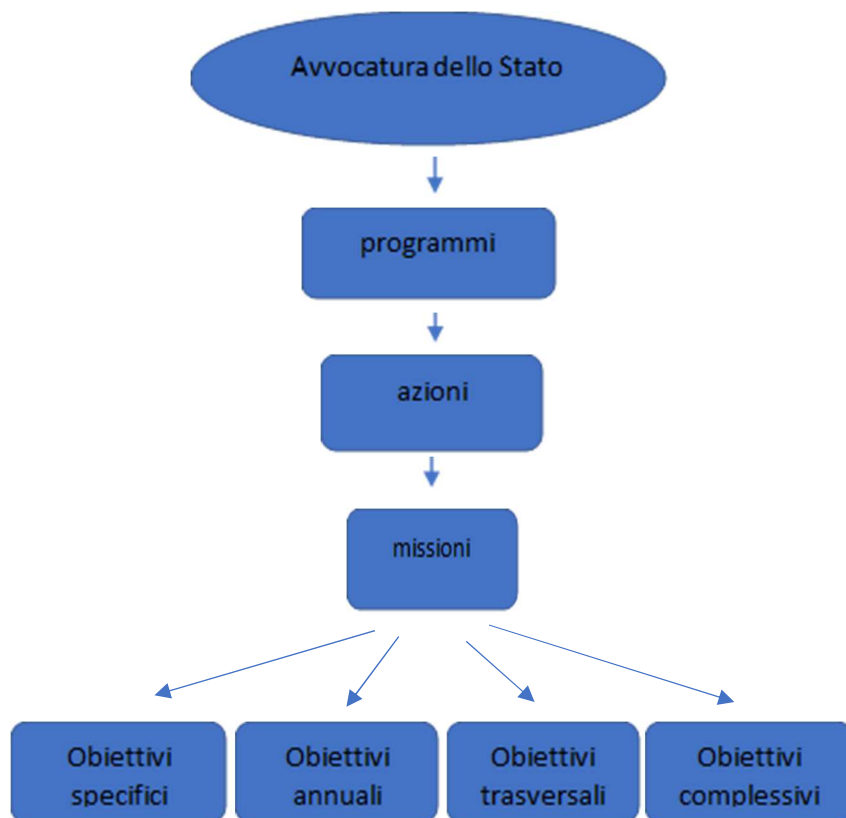 Avvocatura dello Stato
programmi
azioni
missioni
Obiettivi
specifici
Obiettivi
annuali
Obiettivi
trasversali
Obiettivi
complessivi